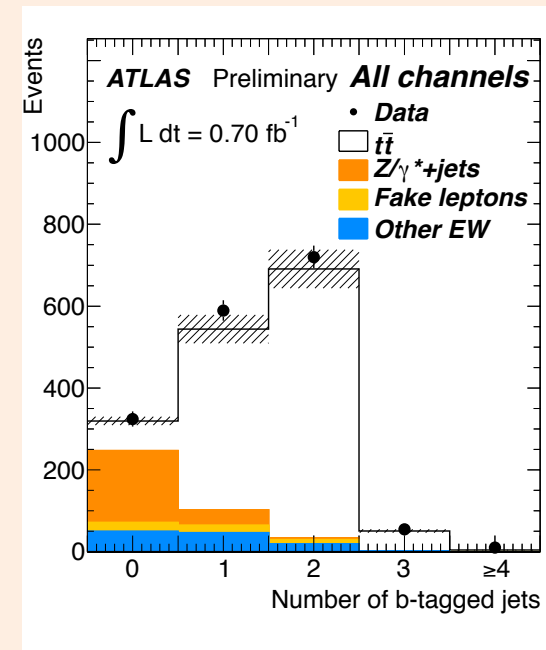 Events
ATLAS Preliminary All channels
∫ L dt = 0.70 fb⁻¹
Data
tt̄
Z/γ*+jets
Fake leptons
Other EW
1000
800
600
400
200
0
0 1 2 3 ≥4
Number of b-tagged jets